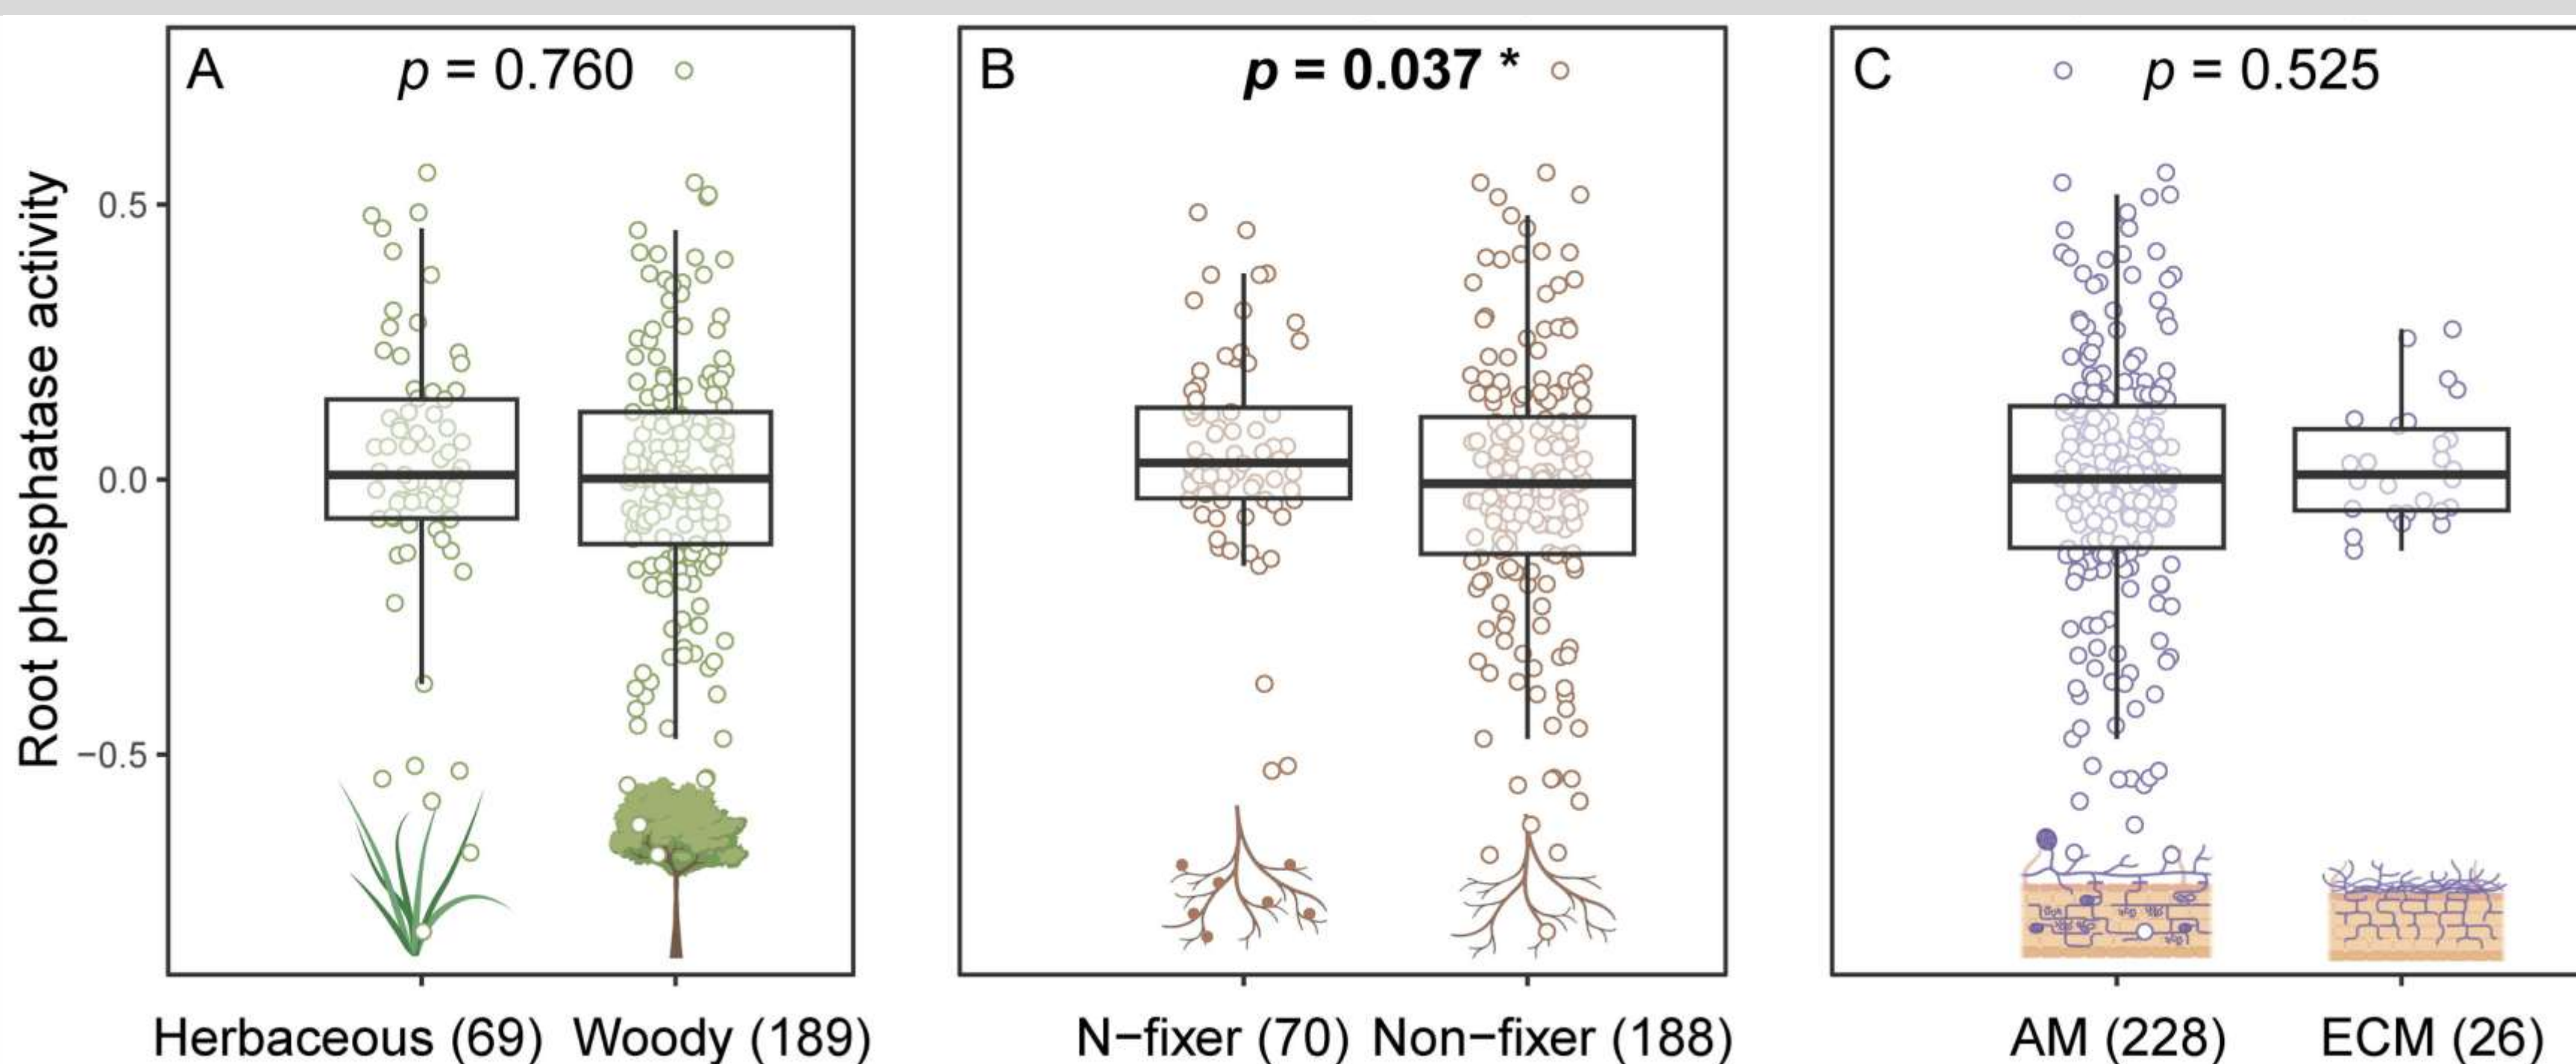 A
p = 0.760
B
p = 0.037 *
C
p = 0.525
Root phosphatase activity
0.5
0.0
−0.5
Herbaceous (69)
Woody (189)
N−fixer (70)
Non−fixer (188)
AM (228)
ECM (26)